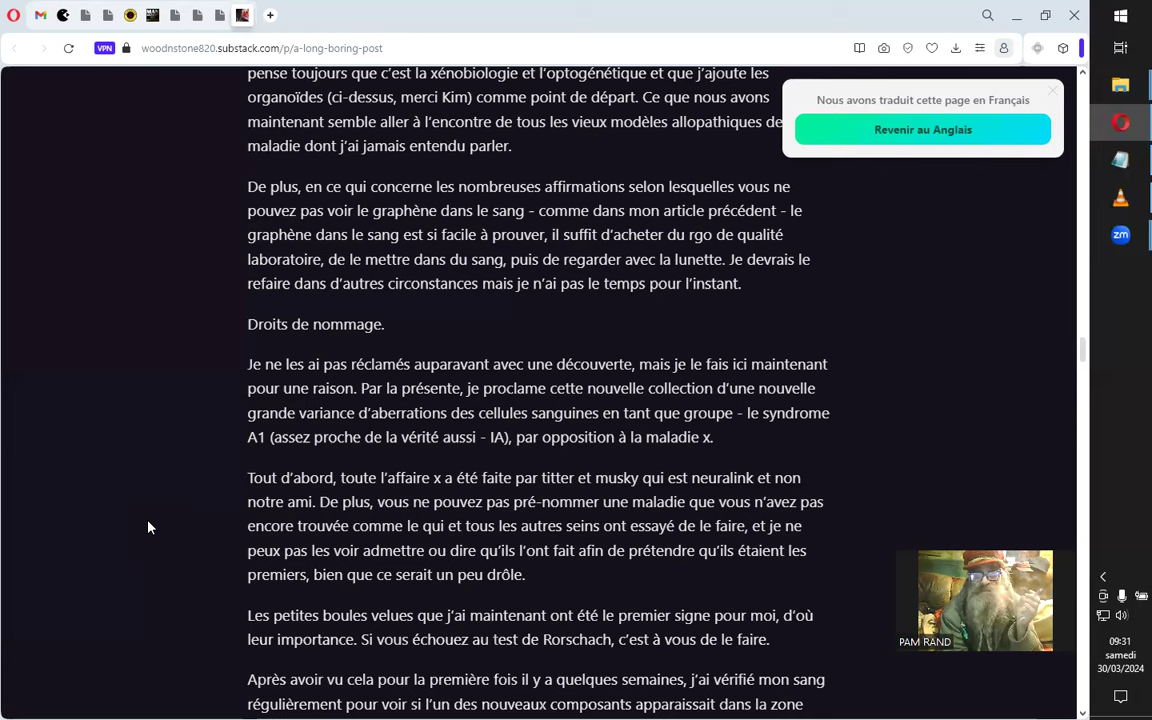 VPN
woodnstone820.substack.com/p/a-long-boring-post
pense toujours que c'est la xénobiologie et l'optogénétique et que j'ajoute les
organoïdes (ci-dessus, merci Kim) comme point de départ. Ce que nous avons
maintenant semble aller à l'encontre de tous les vieux modèles allopathiques de
maladie dont j'ai jamais entendu parler.
Nous avons traduit cette page en Français
Revenir au Anglais
De plus, en ce qui concerne les nombreuses affirmations selon lesquelles vous ne
pouvez pas voir le graphène dans le sang - comme dans mon article précédent - le
graphène dans le sang est si facile à prouver, il suffit d'acheter du rgo de qualité
laboratoire, de le mettre dans du sang, puis de regarder avec la lunette. Je devrais le
refaire dans d'autres circonstances mais je n'ai pas le temps pour l'instant.
Droits de nommage.
Je ne les ai pas réclamés auparavant avec une découverte, mais je le fais ici maintenant
pour une raison. Par la présente, je proclame cette nouvelle collection d'une nouvelle
grande variance d'aberrations des cellules sanguines en tant que groupe - le syndrome
A1 (assez proche de la vérité aussi - IA), par opposition à la maladie x.
Tout d'abord, toute l'affaire x a été faite par titter et musky qui est neuralink et non
notre ami. De plus, vous ne pouvez pas pré-nommer une maladie que vous n'avez pas
encore trouvée comme le qui et tous les autres seins ont essayé de le faire, et je ne
peux pas les voir admettre ou dire qu'ils l'ont fait afin de prétendre qu'ils étaient les
premiers, bien que ce serait un peu drôle.
Les petites boules velues que j'ai maintenant ont été le premier signe pour moi, d'où
leur importance. Si vous échouez au test de Rorschach, c'est à vous de le faire.
Après avoir vu cela pour la première fois il y a quelques semaines, j'ai vérifié mon sang
régulièrement pour voir si l'un des nouveaux composants apparaissait dans la zone
PAM RAND
zm
09:31
samedi
30/03/2024